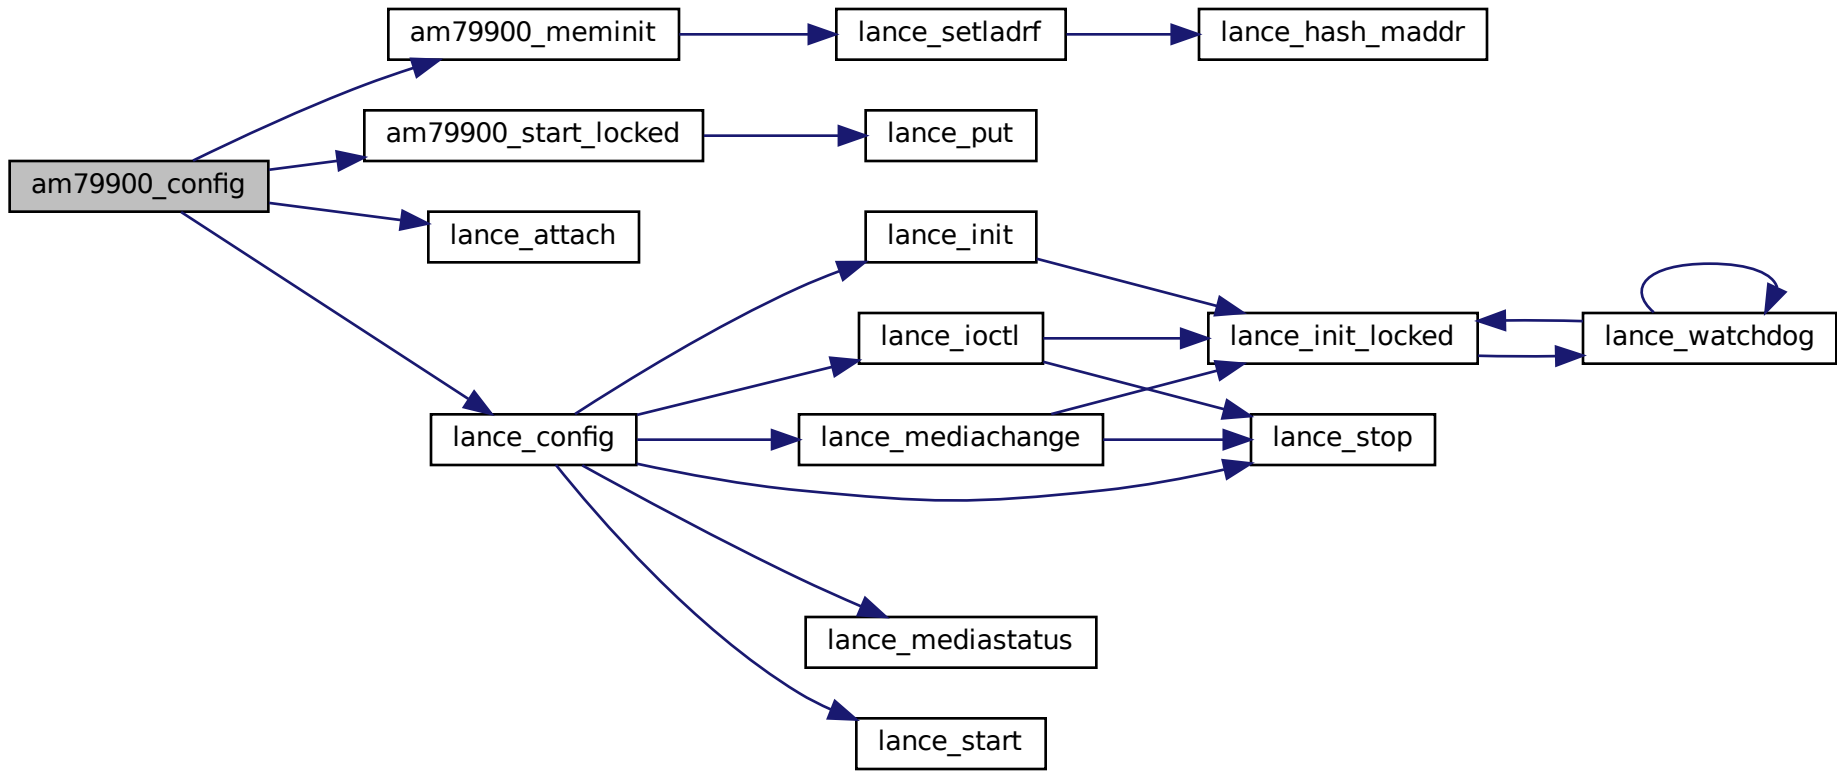 am79900_meminit
lance_setladrf
lance_hash_maddr
am79900_start_locked
lance_put
am79900_config
lance_attach
lance_init
lance_ioctl
lance_init_locked
lance_watchdog
lance_config
lance_mediachange
lance_stop
lance_mediastatus
lance_start